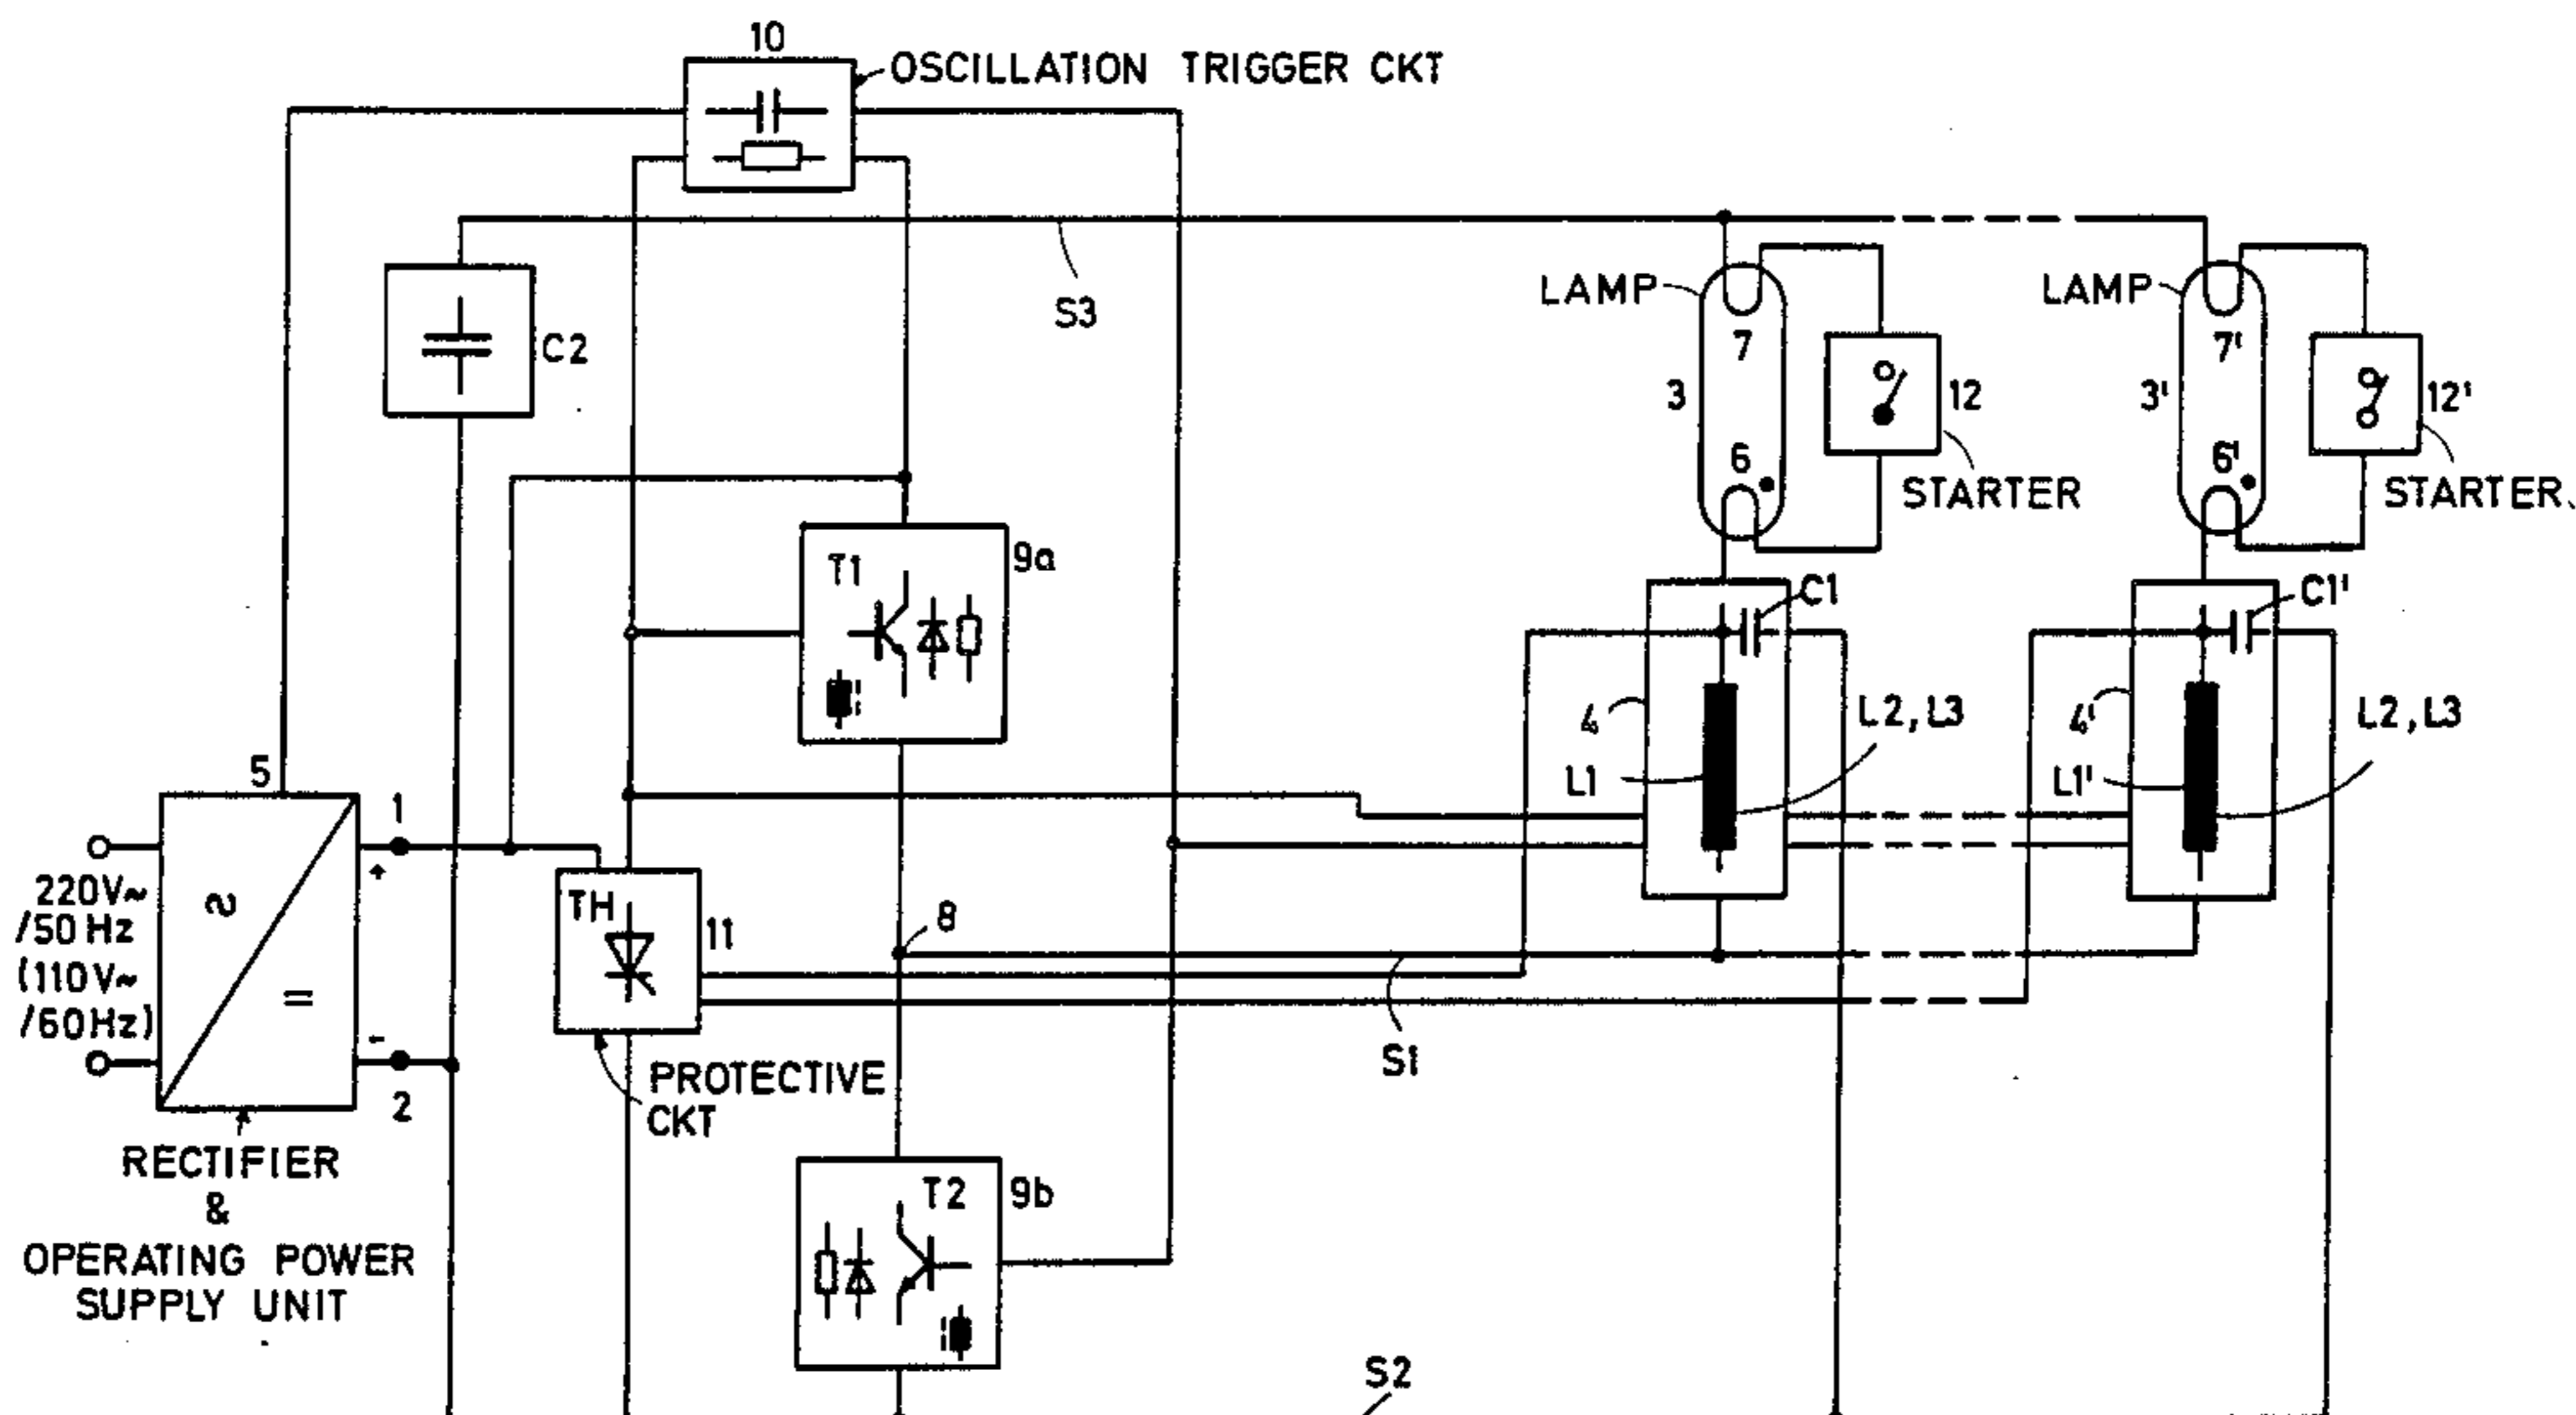 10
OSCILLATION TRIGGER CKT
S3
C2
LAMP
7
3
6
12
STARTER
LAMP
7'
3'
6'
12'
STARTER
T1
9a
C1
4
L1
L2, L3
C1'
4'
L1'
L2, L3
5
1
+
220V~
/50 Hz
(110V~
/60Hz)
~
=
-
2
TH
11
8
S1
PROTECTIVE
CKT
RECTIFIER
&
OPERATING POWER
SUPPLY UNIT
T2
9b
S2